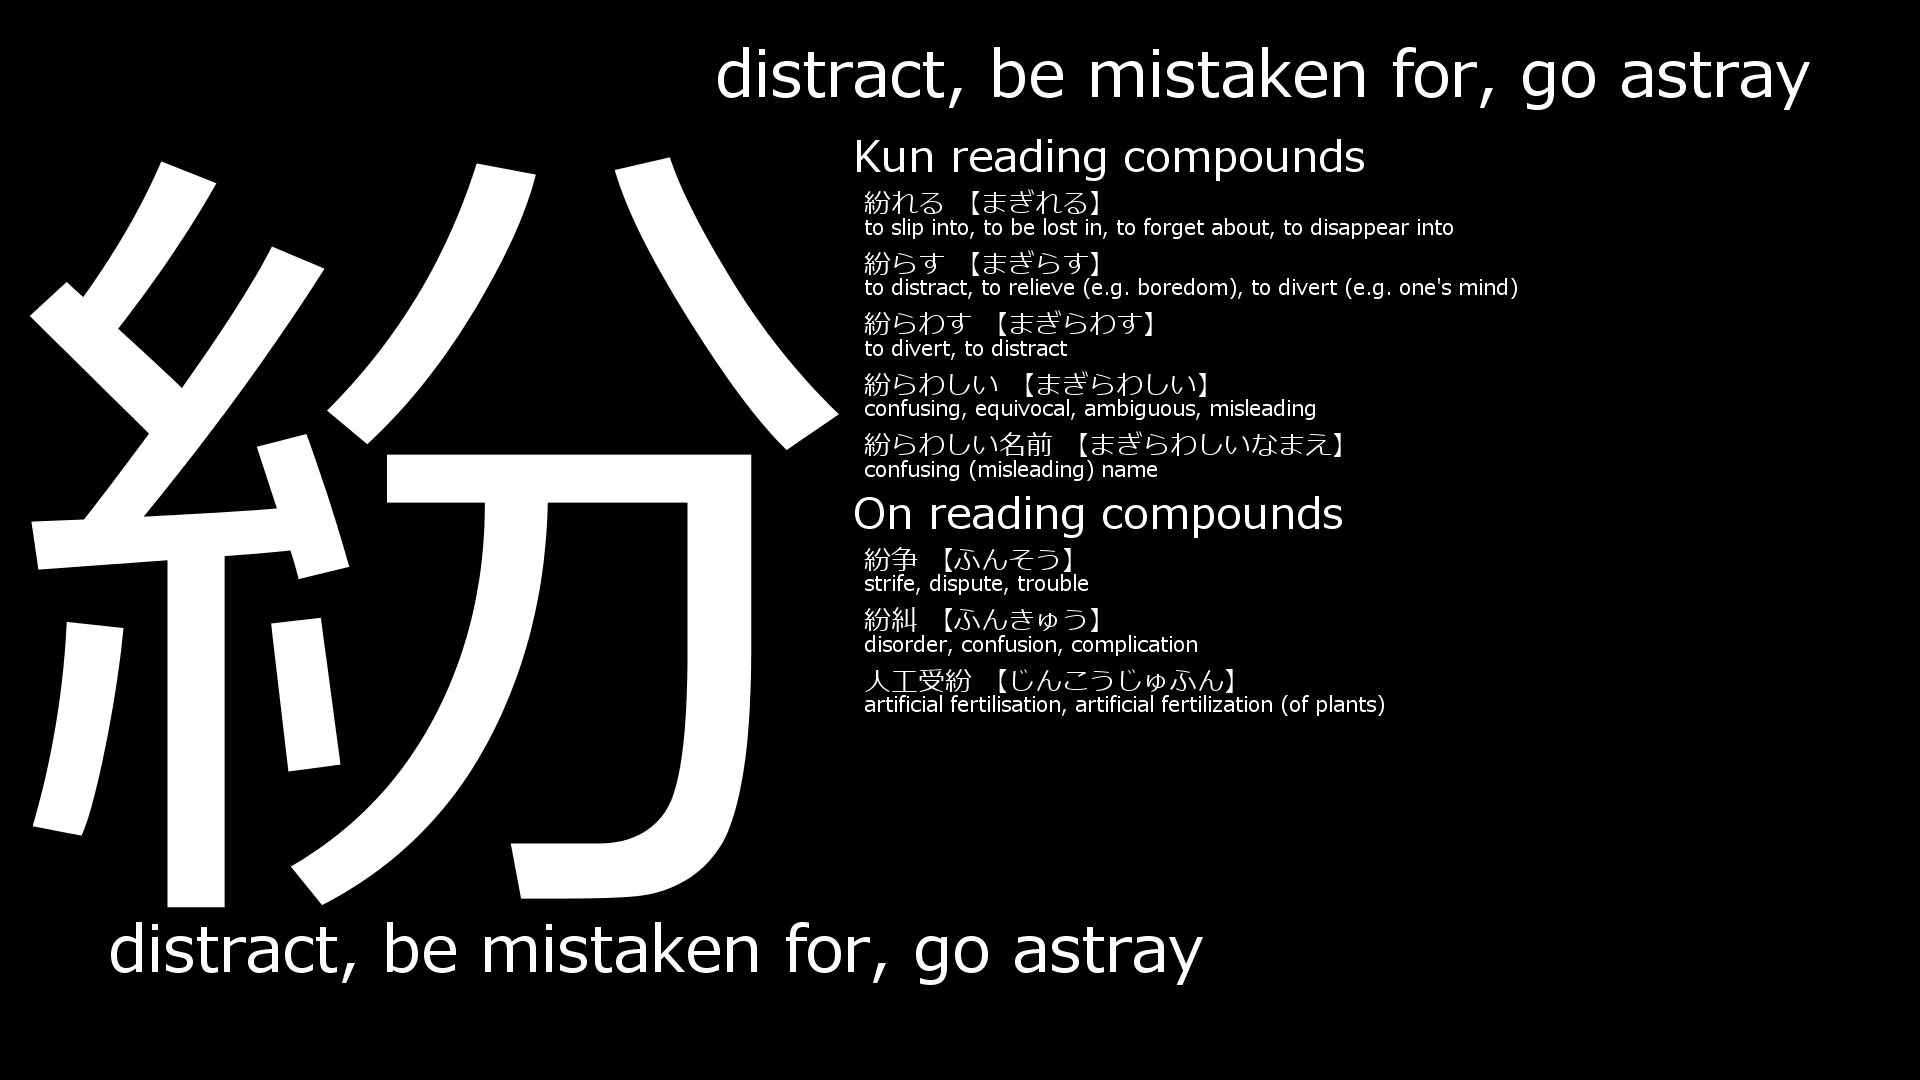 distract, be mistaken for, go astray
紛
Kun reading compounds
紛れる 【まぎれる】
to slip into, to be lost in, to forget about, to disappear into
紛らす 【まぎらす】
to distract, to relieve (e.g. boredom), to divert (e.g. one's mind)
紛らわす 【まぎらわす】
to divert, to distract
紛らわしい 【まぎらわしい】
confusing, equivocal, ambiguous, misleading
紛らわしい名前 【まぎらわしいなまえ】
confusing (misleading) name
On reading compounds
紛争 【ふんそう】
strife, dispute, trouble
紛糾 【ふんきゅう】
disorder, confusion, complication
人工受紛 【じんこうじゅふん】
artificial fertilisation, artificial fertilization (of plants)
distract, be mistaken for, go astray